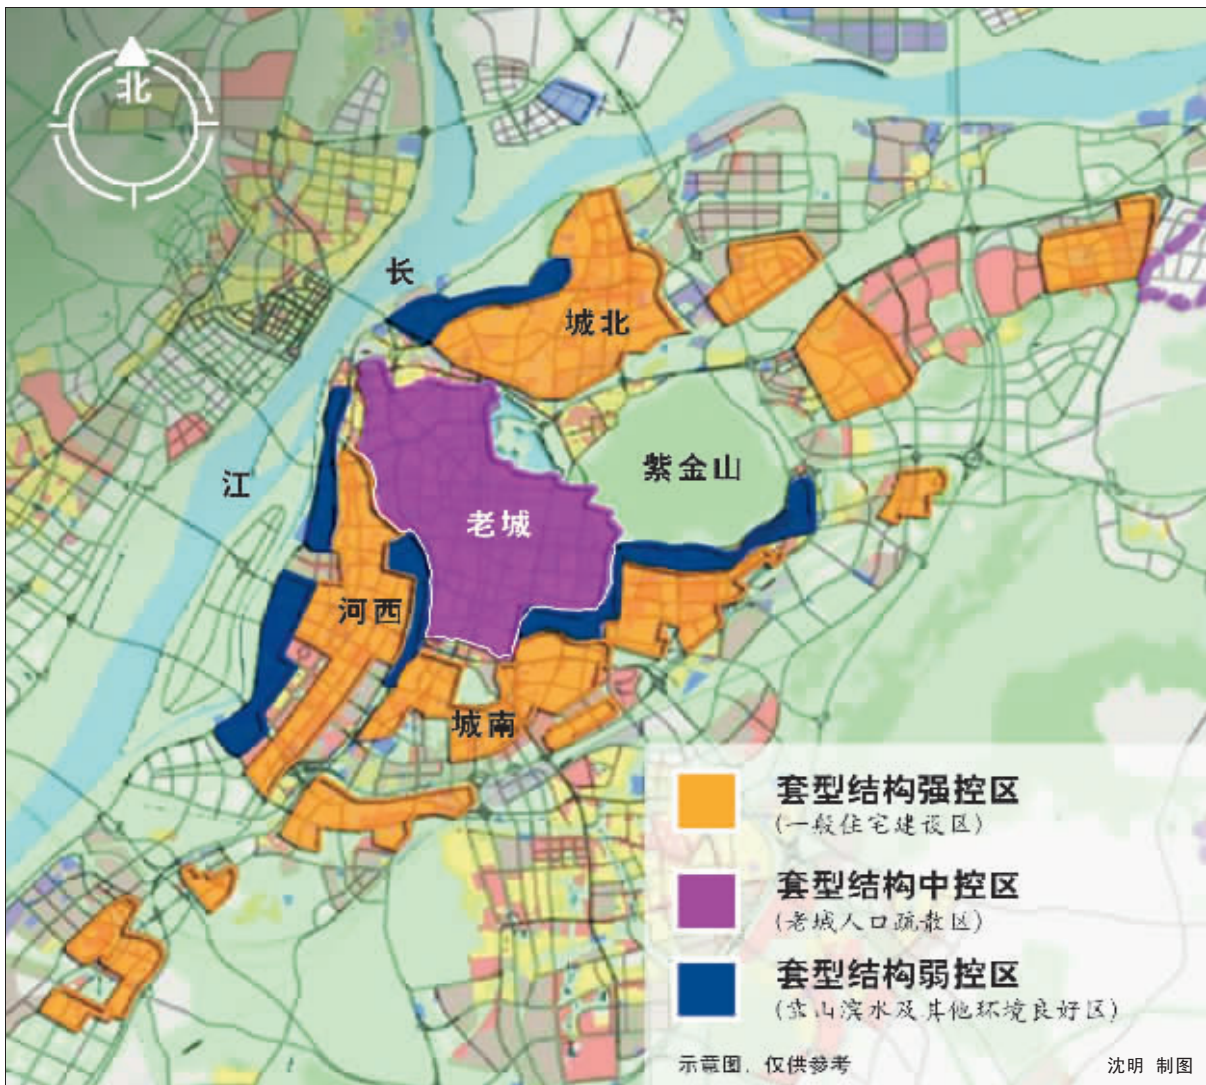 北
长
城北
紫金山
江
老城
河西
城南
套型结构强控区
(一般住宅建设区)
套型结构中控区
(老城人口疏散区)
套型结构弱控区
(靠山滨水及其他环境良好区)
示意图，仅供参考
沈明 制图